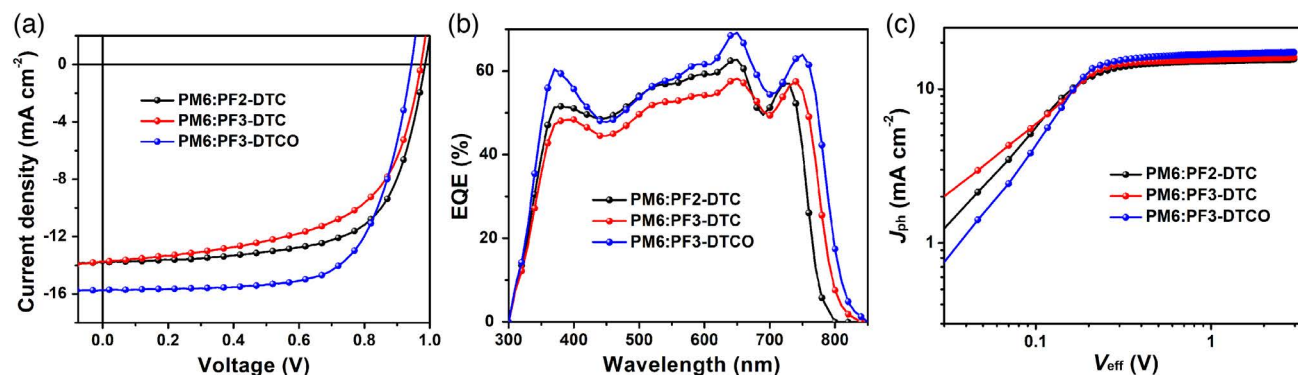 (a)
Current density (mA cm⁻²)
0
-4
-8
-12
-16
PM6:PF2-DTC
PM6:PF3-DTC
PM6:PF3-DTCO
0.0 0.2 0.4 0.6 0.8 1.0
Voltage (V)
(b)
EQE (%)
60
30
0
PM6:PF2-DTC
PM6:PF3-DTC
PM6:PF3-DTCO
300 400 500 600 700 800
Wavelength (nm)
(c)
Jph (mA cm⁻²)
10
1
PM6:PF2-DTC
PM6:PF3-DTC
PM6:PF3-DTCO
0.1 1
Veff (V)